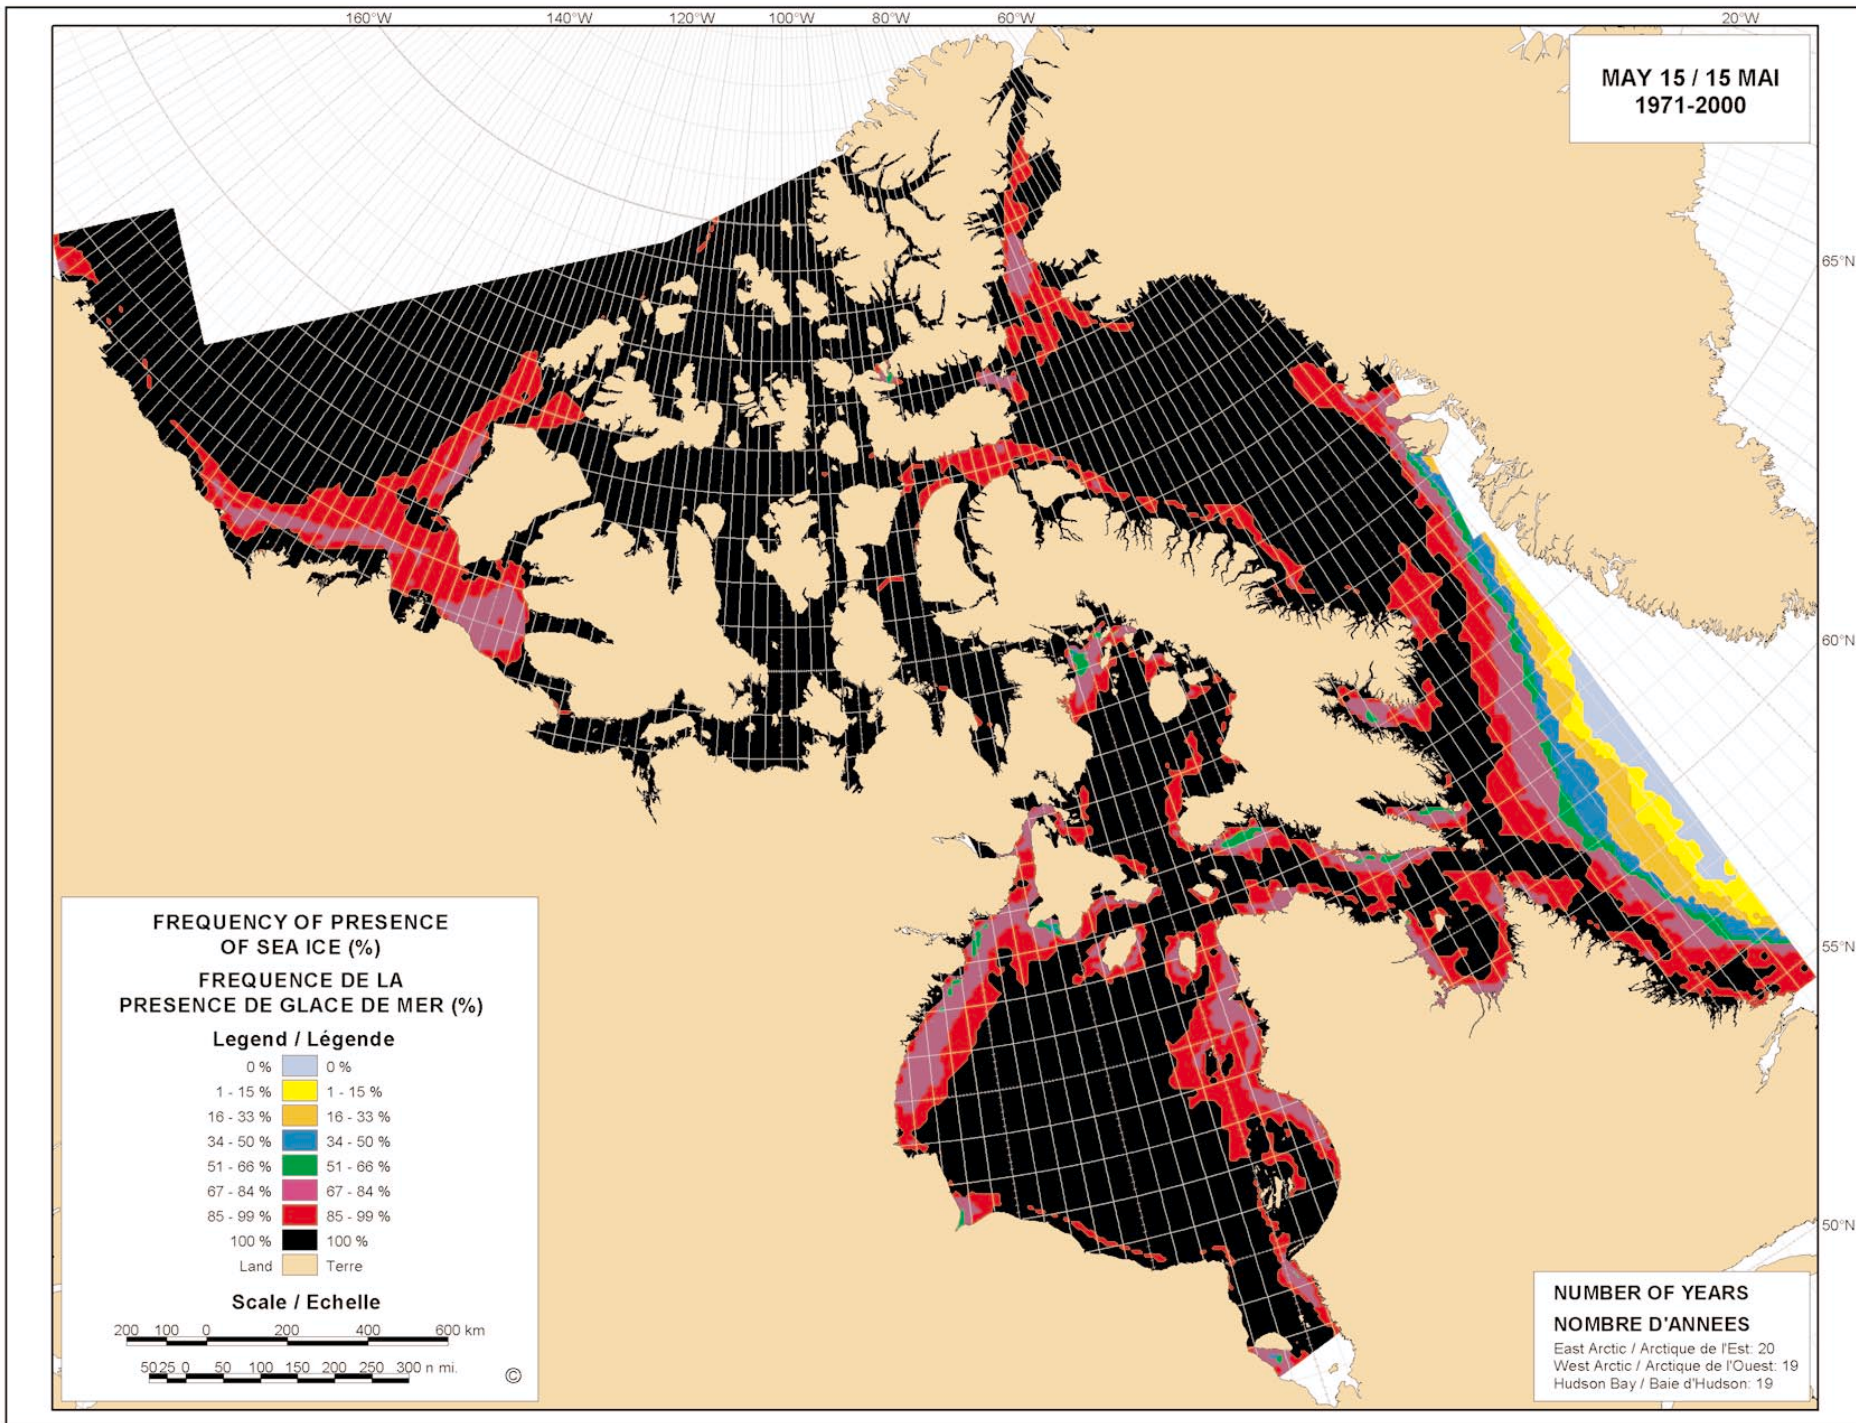 160°W 140°W 120°W 100°W 80°W 60°W 20°W
MAY 15 / 15 MAI
1971-2000
65°N
60°N
55°N
50°N
FREQUENCY OF PRESENCE
OF SEA ICE (%)
FREQUENCE DE LA
PRESENCE DE GLACE DE MER (%)
Legend / Légende
0 % 0 %
1 - 15 % 1 - 15 %
16 - 33 % 16 - 33 %
34 - 50 % 34 - 50 %
51 - 66 % 51 - 66 %
67 - 84 % 67 - 84 %
85 - 99 % 85 - 99 %
100 % 100 %
Land Terre
Scale / Echelle
200 100 0 200 400 600 km
50 25 0 50 100 150 200 250 300 n mi.
©
NUMBER OF YEARS
NOMBRE D'ANNEES
East Arctic / Arctique de l'Est: 20
West Arctic / Arctique de l'Ouest: 19
Hudson Bay / Baie d'Hudson: 19